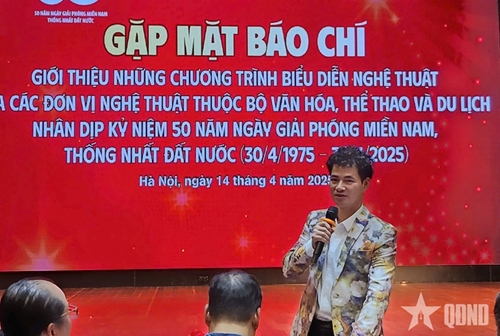 50 NĂM NGÀY GIẢI PHÓNG MIỀN NAM
THỐNG NHẤT ĐẤT NƯỚC
GẶP MẶT BÁO CHÍ
GIỚI THIỆU NHỮNG CHƯƠNG TRÌNH BIỂU DIỄN NGHỆ THUẬT
A CÁC ĐƠN VỊ NGHỆ THUẬT THUỘC BỘ VĂN HÓA, THỂ THAO VÀ DU LỊCH
NHÂN DỊP KỶ NIỆM 50 NĂM NGÀY GIẢI PHÓNG MIỀN NAM,
THỐNG NHẤT ĐẤT NƯỚC (30/4/1975 - /2025)
Hà Nội, ngày 14 tháng 4 năm 202
QĐND